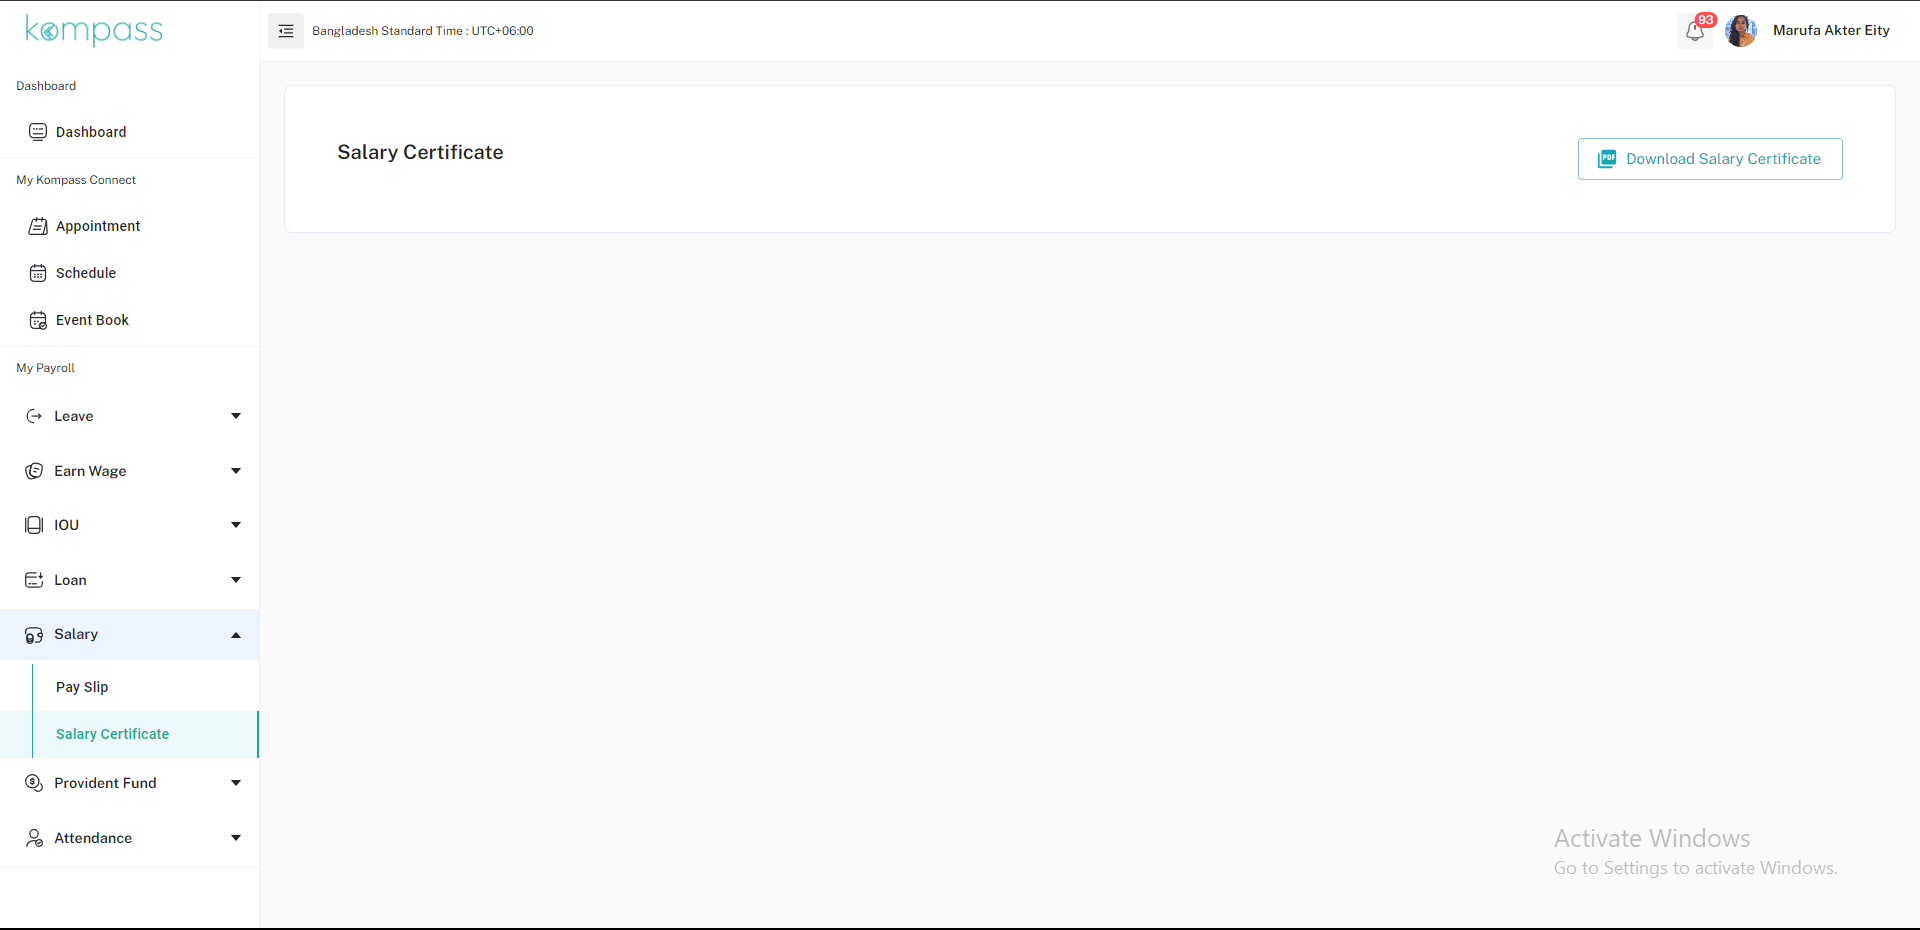 kompass
Bangladesh Standard Time : UTC+06:00
93
Marufa Akter Eity
Dashboard
Dashboard
My Kompass Connect
Appointment
Schedule
Event Book
My Payroll
Leave
Earn Wage
IOU
Loan
Salary
Pay Slip
Salary Certificate
Provident Fund
Attendance
Salary Certificate
PDF
Download Salary Certificate
Activate Windows
Go to Settings to activate Windows.